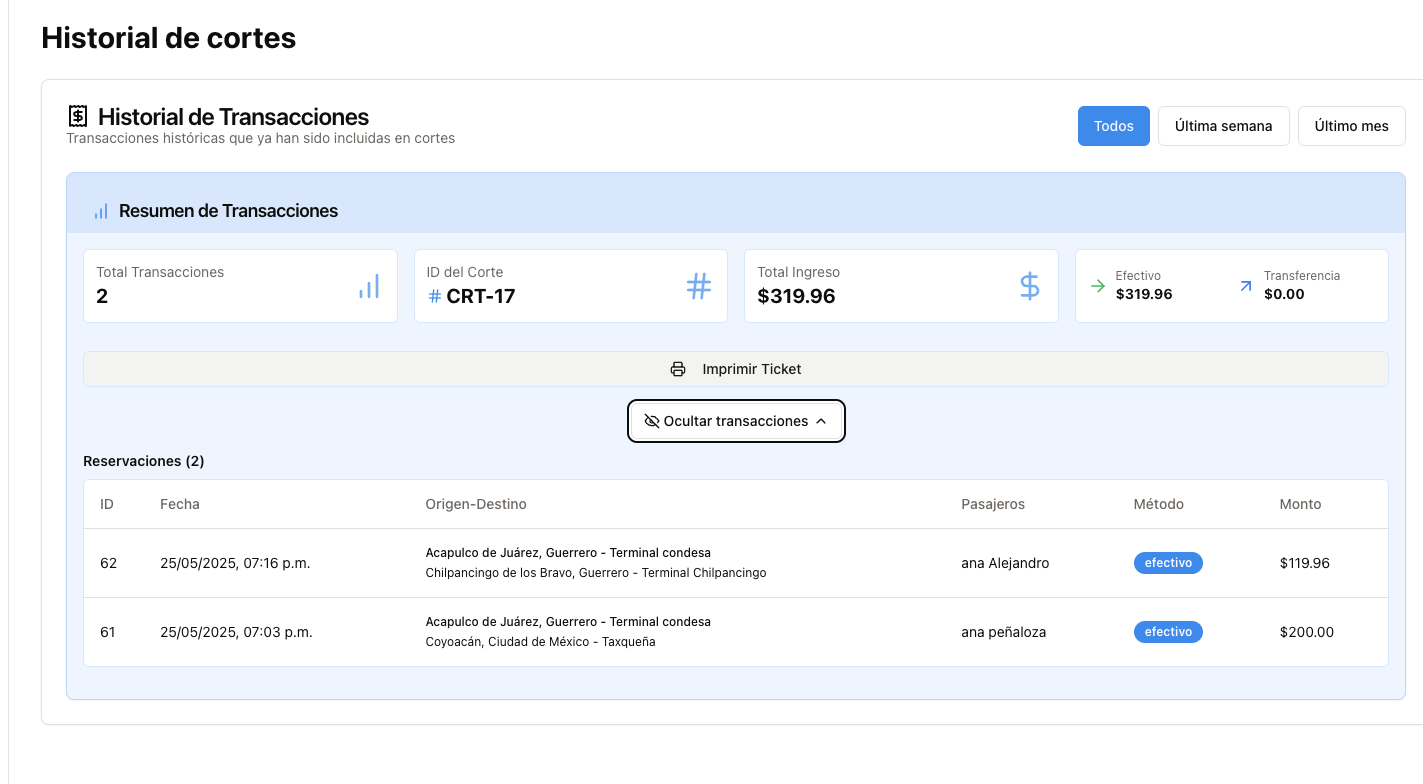 Historial de cortes
Historial de Transacciones
Transacciones históricas que ya han sido incluidas en cortes
Todos
Última semana
Último mes
Resumen de Transacciones
Total Transacciones
2
ID del Corte
# CRT-17
#
Total Ingreso
$319.96
$
Efectivo
$319.96
Transferencia
$0.00
Imprimir Ticket
Ocultar transacciones
Reservaciones (2)
ID Fecha Origen-Destino Pasajeros Método Monto
62 25/05/2025, 07:16 p.m. Acapulco de Juárez, Guerrero - Terminal condesa
Chilpancingo de los Bravo, Guerrero - Terminal Chilpancingo
ana Alejandro efectivo $119.96
61 25/05/2025, 07:03 p.m. Acapulco de Juárez, Guerrero - Terminal condesa
Coyoacán, Ciudad de México - Taxqueña
ana peñaloza efectivo $200.00